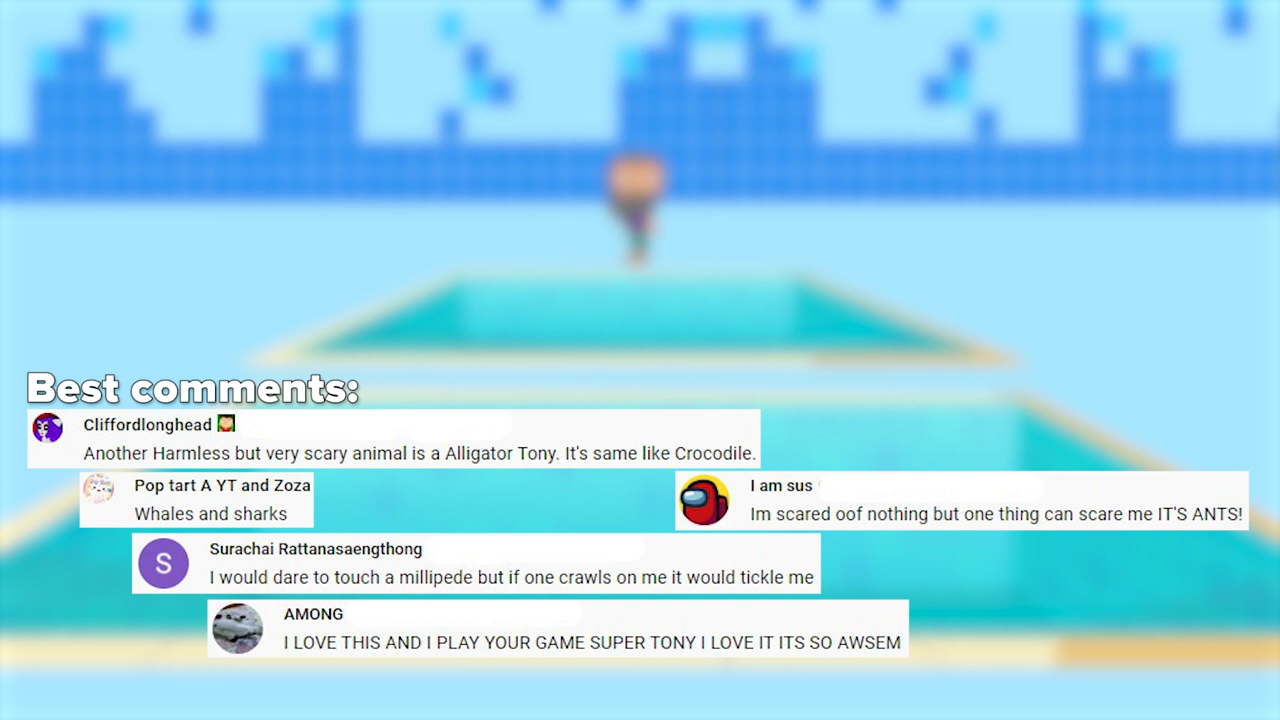 Best comments:
Cliffordlonghead
Another Harmless but very scary animal is a Alligator Tony. It's same like Crocodile.
Pop tart A YT and Zoza
Whales and sharks
I am sus
Im scared oof nothing but one thing can scare me IT'S ANTS!
S
Surachai Rattanasaengthong
I would dare to touch a millipede but if one crawls on me it would tickle me
AMONG
I LOVE THIS AND I PLAY YOUR GAME SUPER TONY I LOVE IT ITS SO AWSEM